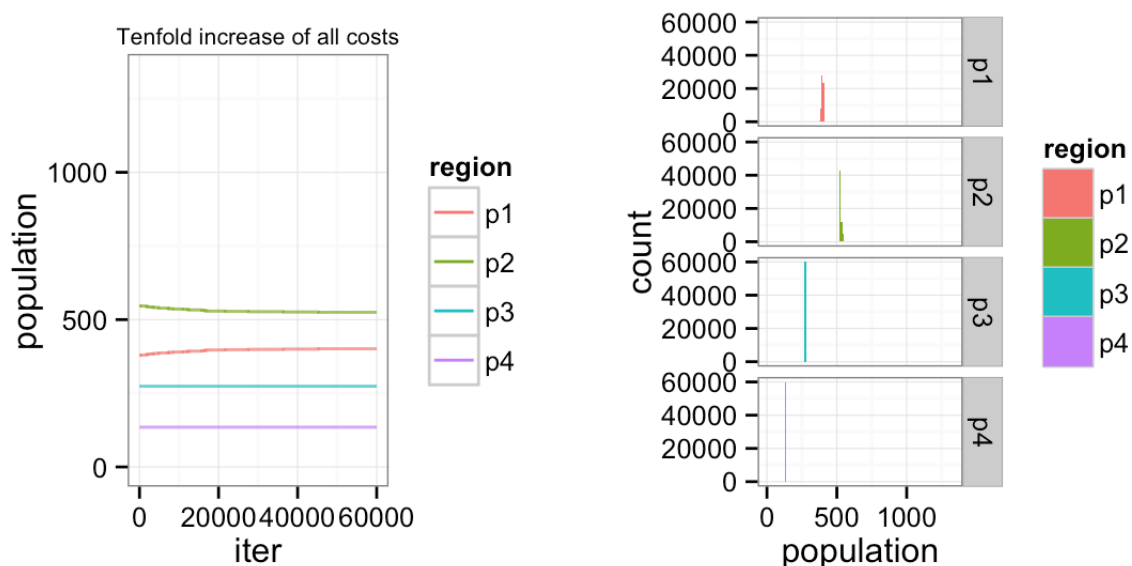 Tenfold increase of all costs
1000
500
0
population
0 20000 40000 60000
iter
region
p1
p2
p3
p4
60000
40000
20000
0
p1
60000
40000
20000
0
p2
60000
40000
20000
0
p3
60000
40000
20000
0
p4
count
0 500 1000
population
region
p1
p2
p3
p4